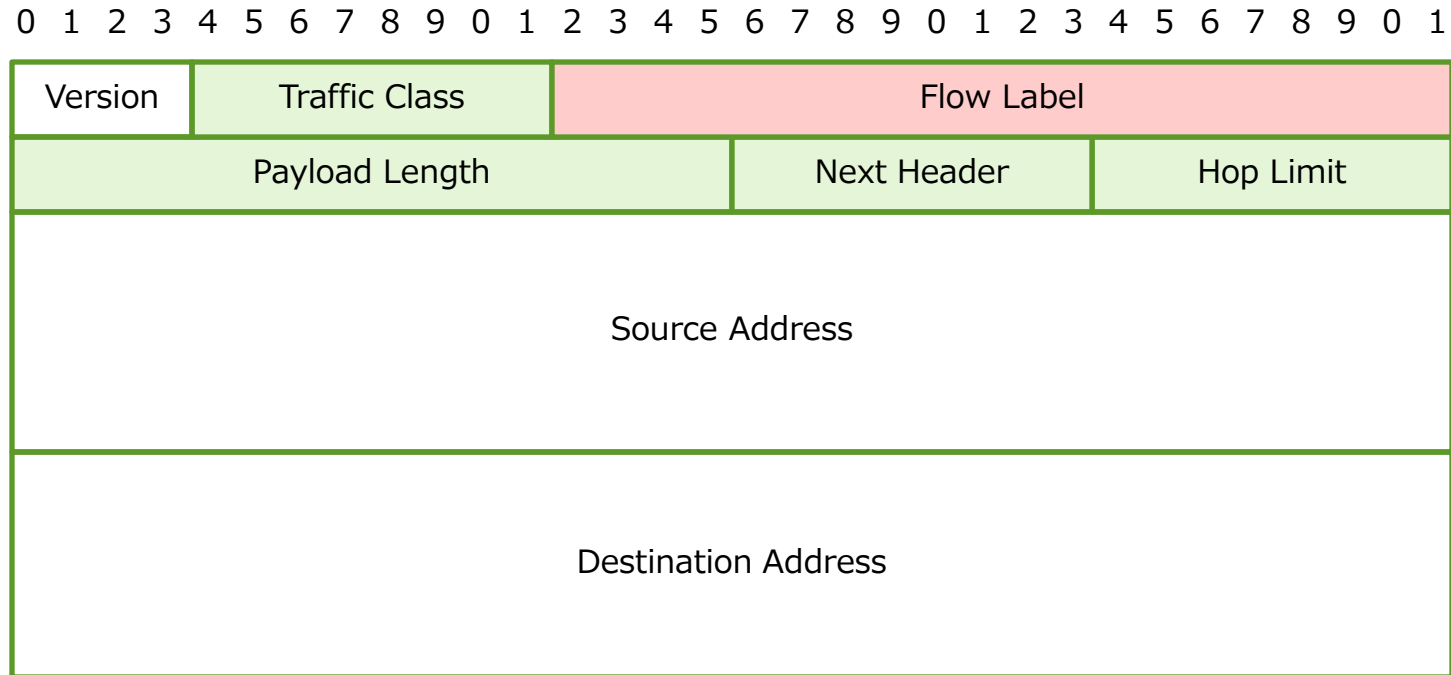 0 1 2 3 4 5 6 7 8 9 0 1 2 3 4 5 6 7 8 9 0 1 2 3 4 5 6 7 8 9 0 1
Version Traffic Class Flow Label
Payload Length Next Header Hop Limit
Source Address
Destination Address